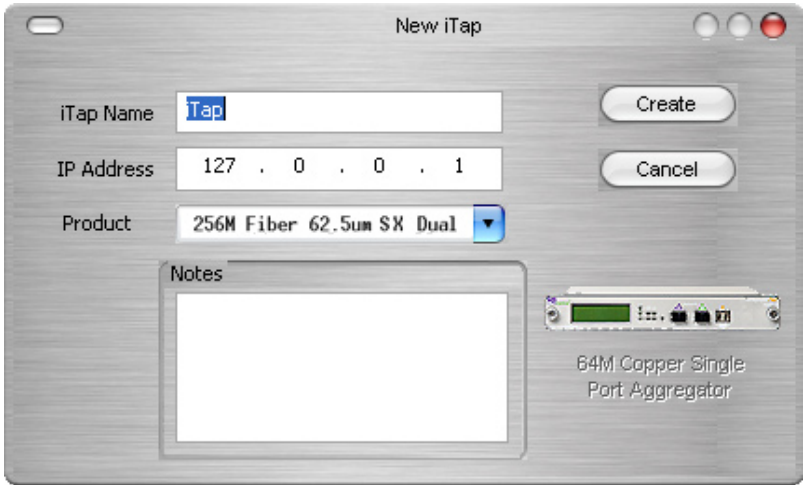 New iTap
iTap Name
iTap
Create
IP Address
127 . 0 . 0 . 1
Cancel
Product
256M Fiber 62.5um SX Dual
Notes
64M Copper Single
Port Aggregator